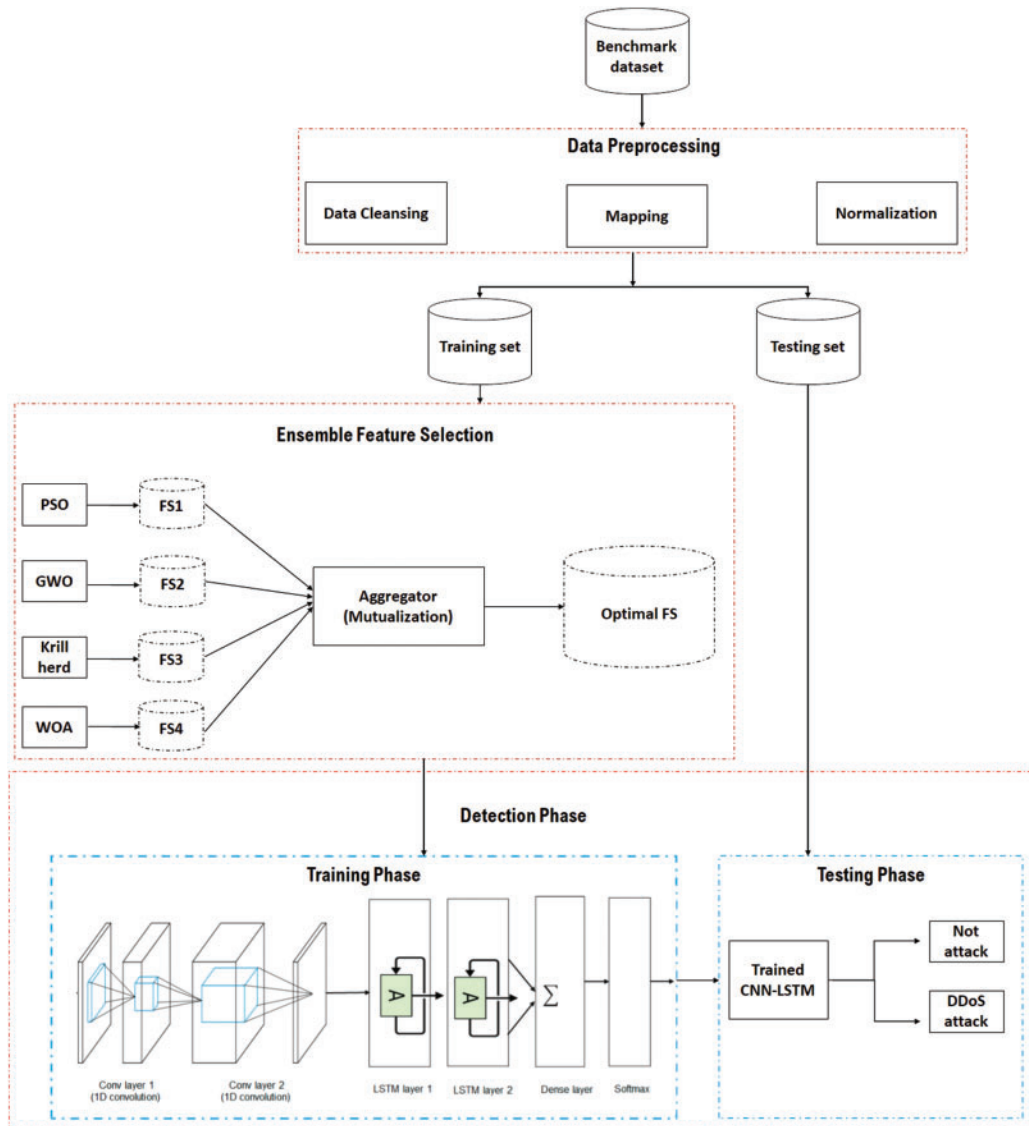 Benchmark
dataset
Data Preprocessing
Data Cleansing
Mapping
Normalization
Training set
Testing set
Ensemble Feature Selection
PSO
FS1
GWO
FS2
Krill
herd
FS3
WOA
FS4
Aggregator
(Mutualization)
Optimal FS
Detection Phase
Training Phase
A
A
Σ
Conv layer 1
(1D convolution)
Conv layer 2
(1D convolution)
LSTM layer 1
LSTM layer 2
Dense layer
Softmax
Testing Phase
Trained
CNN-LSTM
Not
attack
DDoS
attack